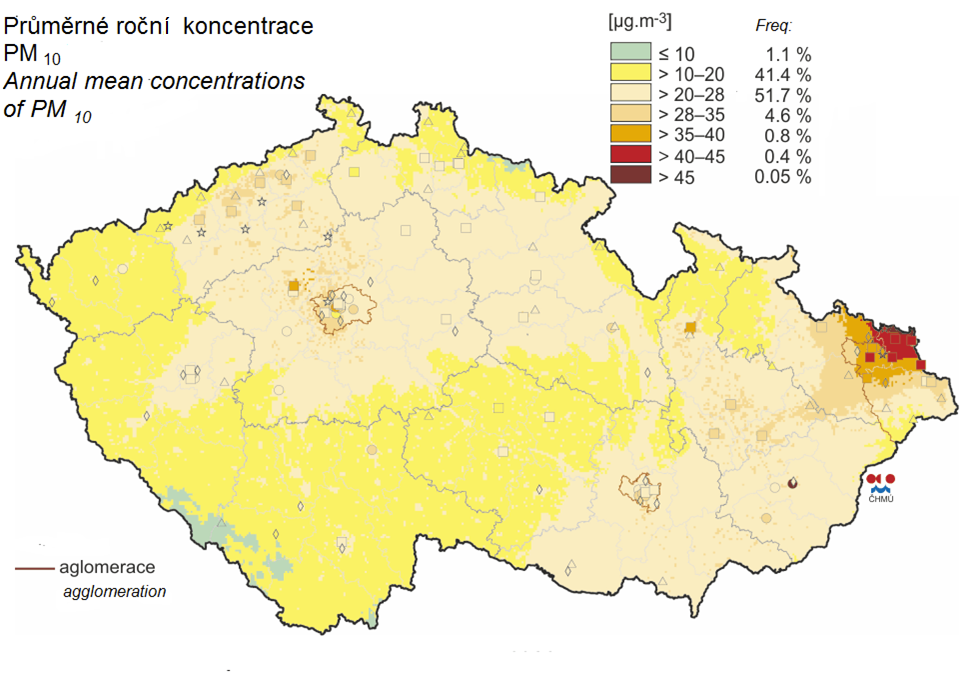 Průměrné roční koncentrace
PM 10
Annual mean concentrations
of PM 10
[µg.m-3] Freq:
≤ 10 1.1 %
> 10–20 41.4 %
> 20–28 51.7 %
> 28–35 4.6 %
> 35–40 0.8 %
> 40–45 0.4 %
> 45 0.05 %
ČHMÚ
aglomerace
agglomeration